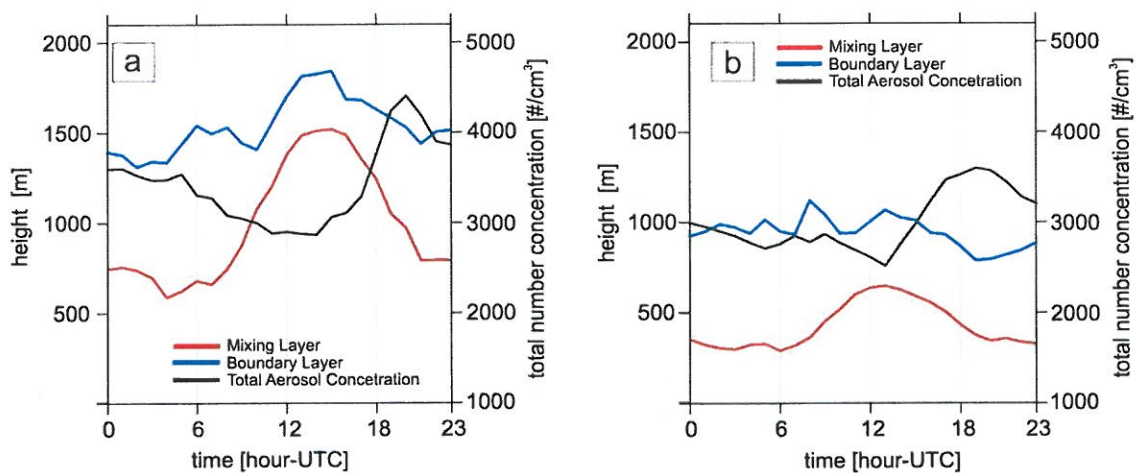 a
2000
1500
1000
500
height [m]
5000
4000
3000
2000
1000
total number concentration [#/cm³]
Mixing Layer
Boundary Layer
Total Aerosol Concetration
0 6 12 18 23
time [hour-UTC]
b
2000
1500
1000
500
height [m]
Mixing Layer
Boundary Layer
Total Aerosol Concetration
5000
4000
3000
2000
1000
total number concentration [#/cm³]
0 6 12 18 23
time [hour-UTC]